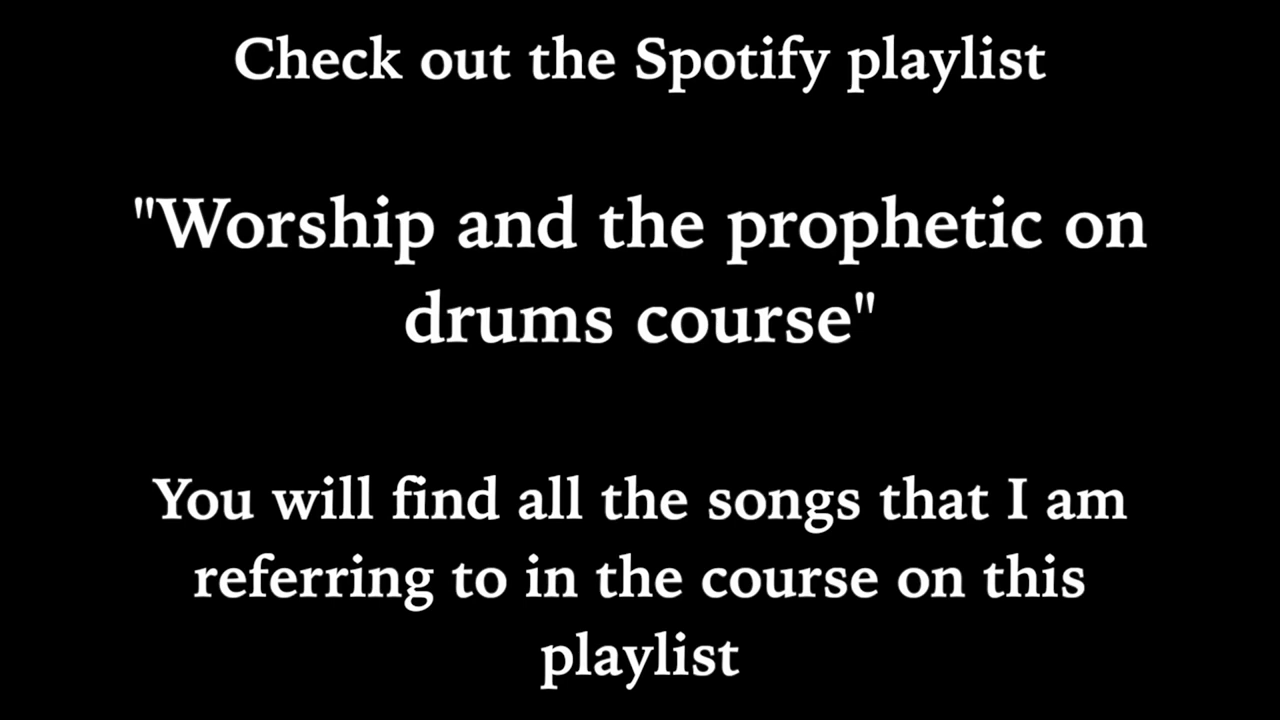 Check out the Spotify playlist
"Worship and the prophetic on
drums course"
You will find all the songs that I am
referring to in the course on this
playlist